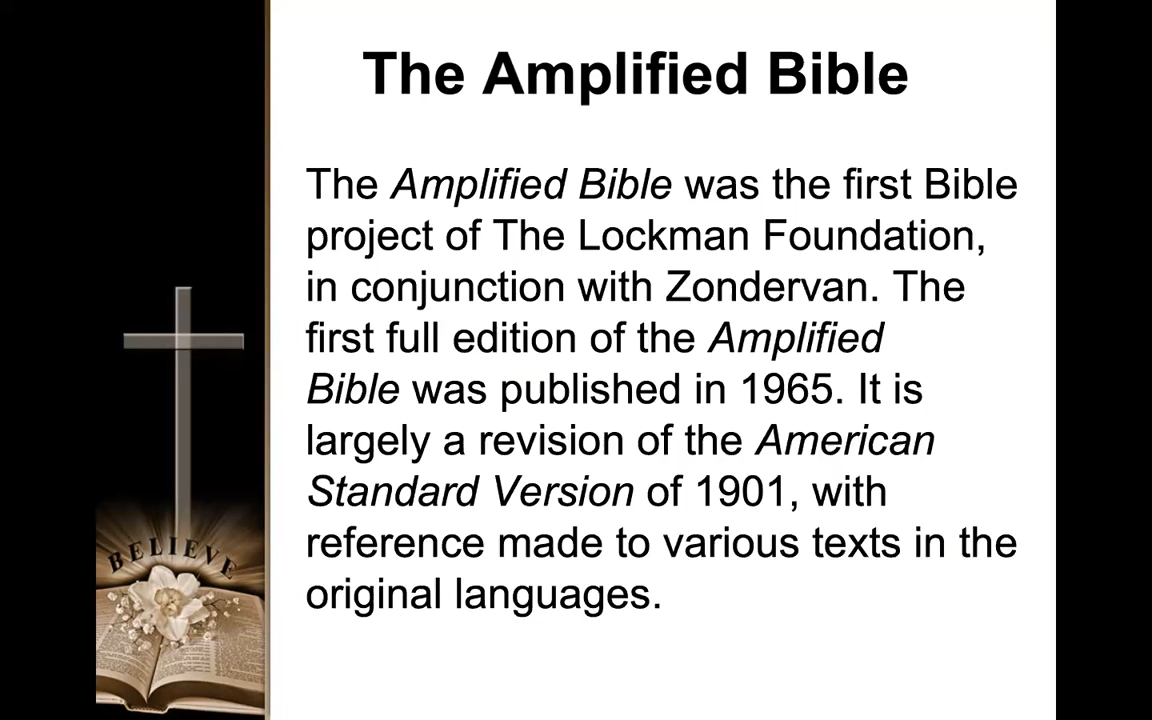 The Amplified Bible
The Amplified Bible was the first Bible
project of The Lockman Foundation,
in conjunction with Zondervan. The
first full edition of the Amplified
Bible was published in 1965. It is
largely a revision of the American
Standard Version of 1901, with
reference made to various texts in the
original languages.
BELIEVE